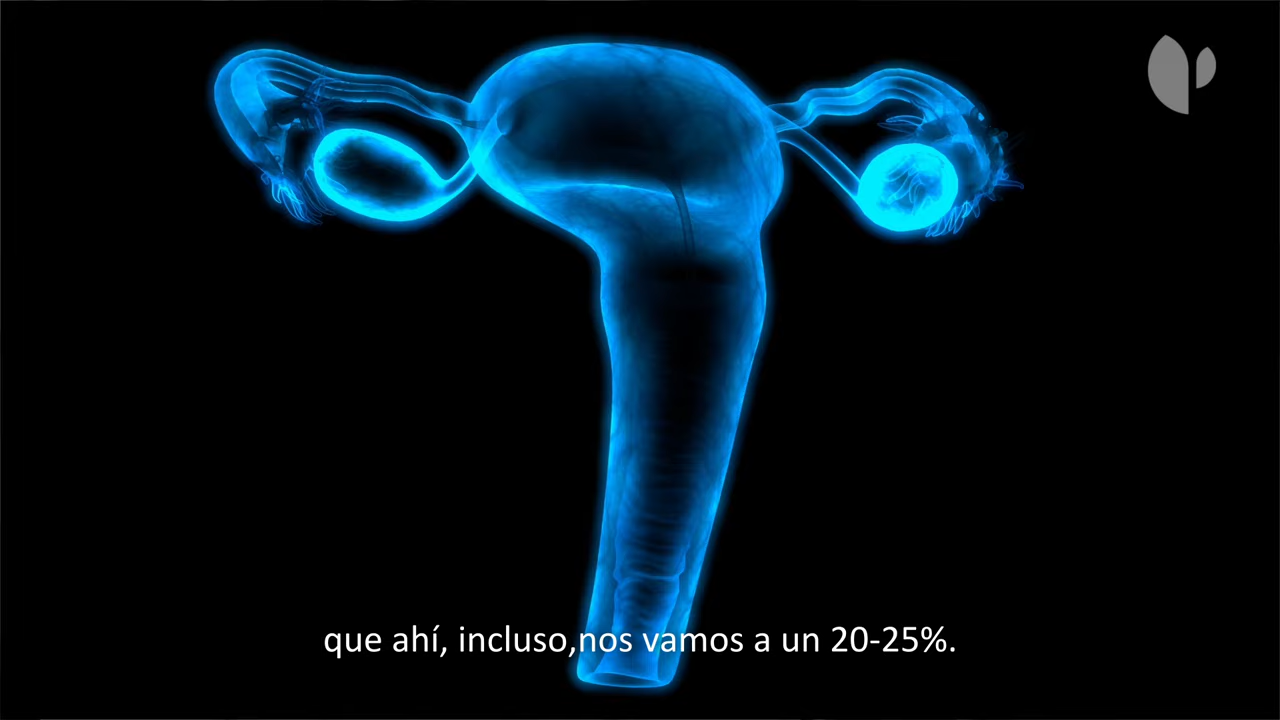 que ahí, incluso,nos vamos a un 20-25%.